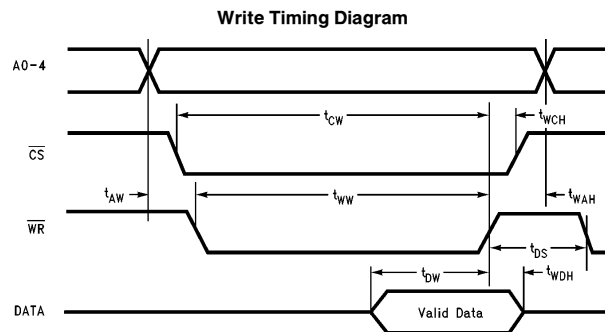 Write Timing Diagram
A0-4
tCW
tWCH
CS
tAW
tWW
tWAH
WR
tDS
tDW
tWDH
DATA
Valid Data